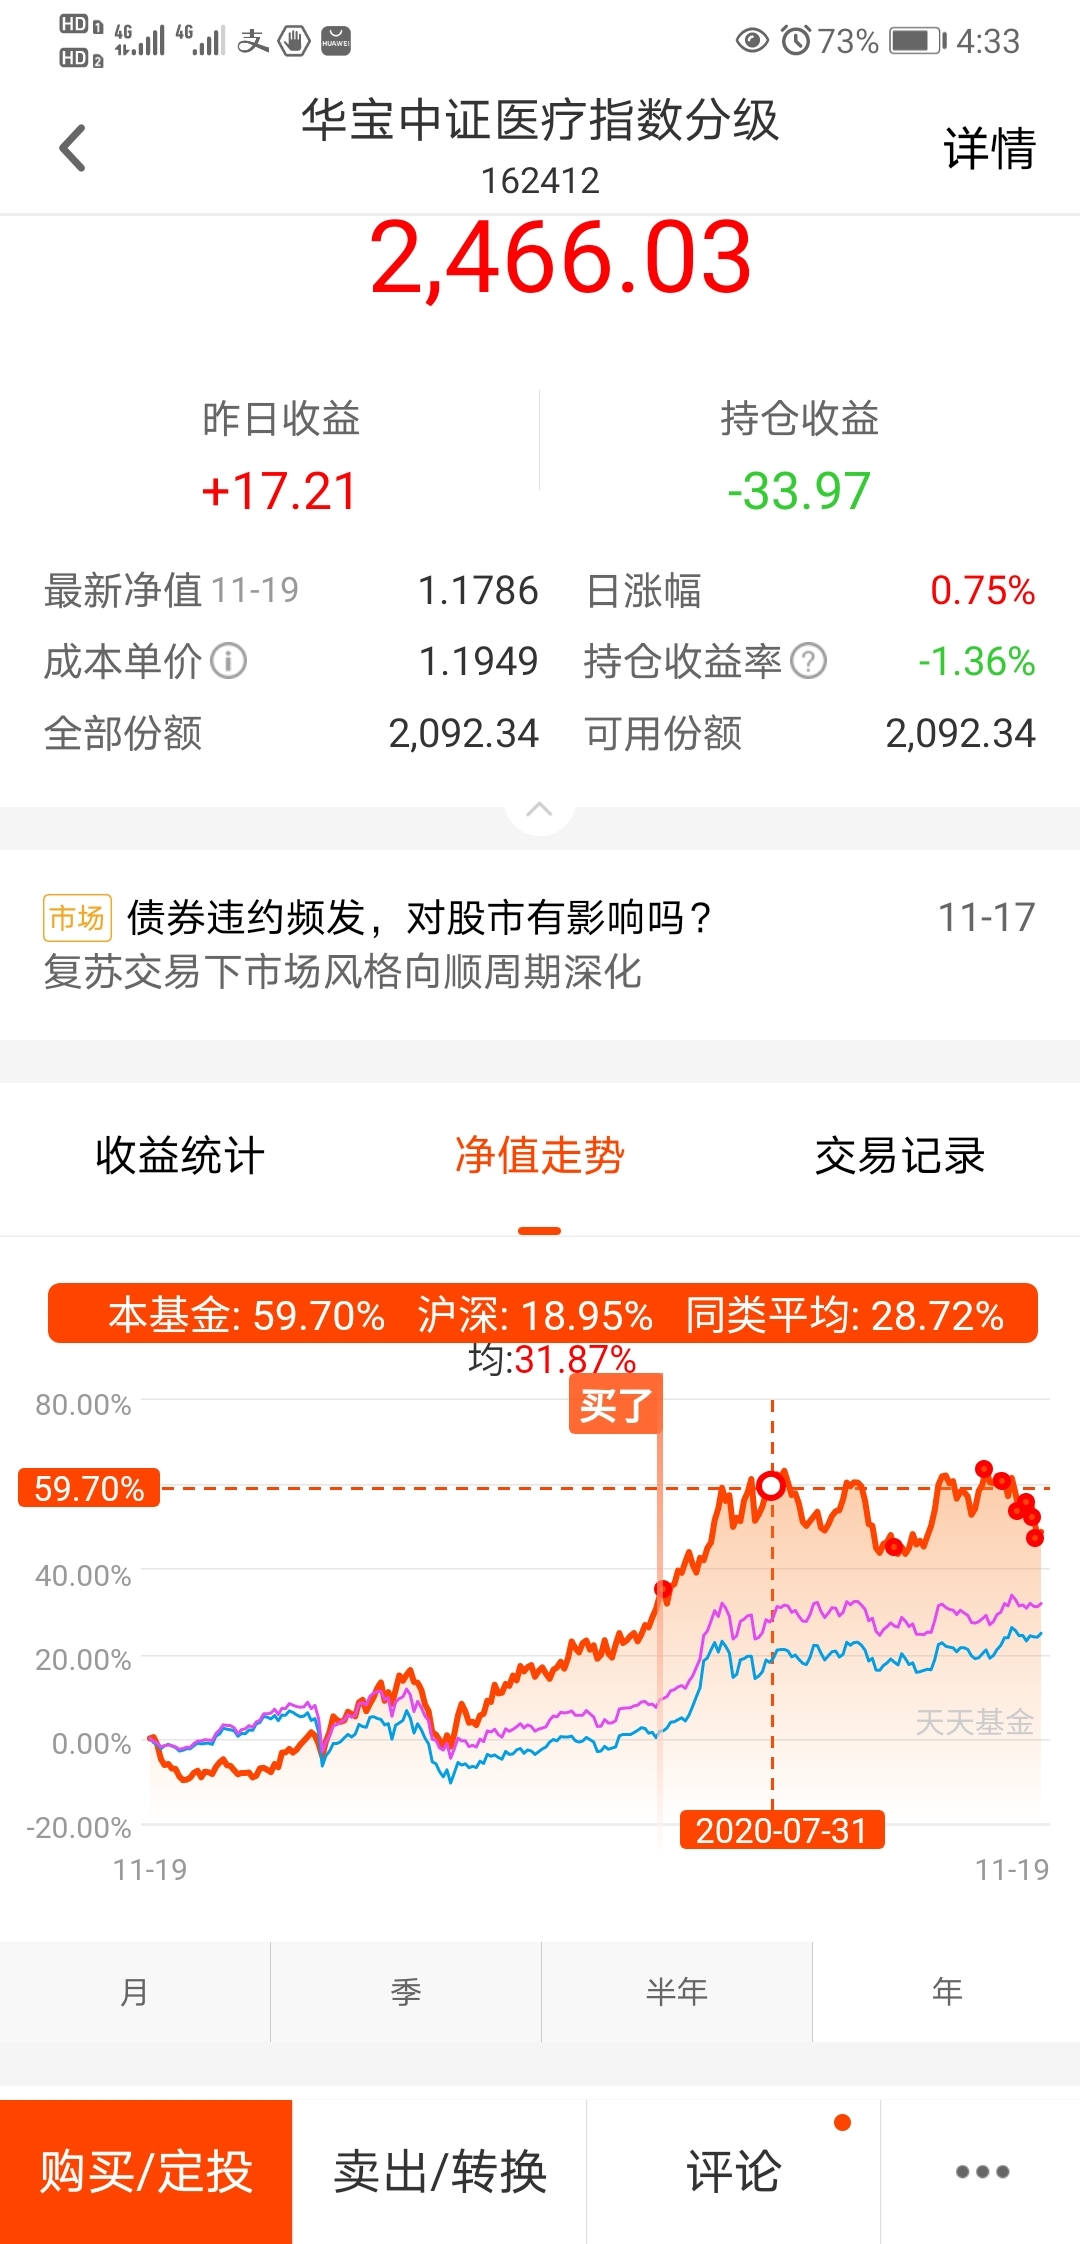 HD 1 4G 4G 支 HUAWEI 73% 4:33
HD 2
华宝中证医疗指数分级
162412
详情
2,466.03
昨日收益 持仓收益
+17.21 -33.97
最新净值 11-19 1.1786 日涨幅 0.75%
成本单价 1.1949 持仓收益率 -1.36%
全部份额 2,092.34 可用份额 2,092.34
市场 债券违约频发，对股市有影响吗？ 11-17
复苏交易下市场风格向顺周期深化
收益统计 净值走势 交易记录
本基金: 59.70% 沪深: 18.95% 同类平均: 28.72%
均:31.87%
80.00%
买了
59.70%
40.00%
20.00%
天天基金
0.00%
-20.00%
2020-07-31
11-19 11-19
月 季 半年 年
购买/定投 卖出/转换 评论